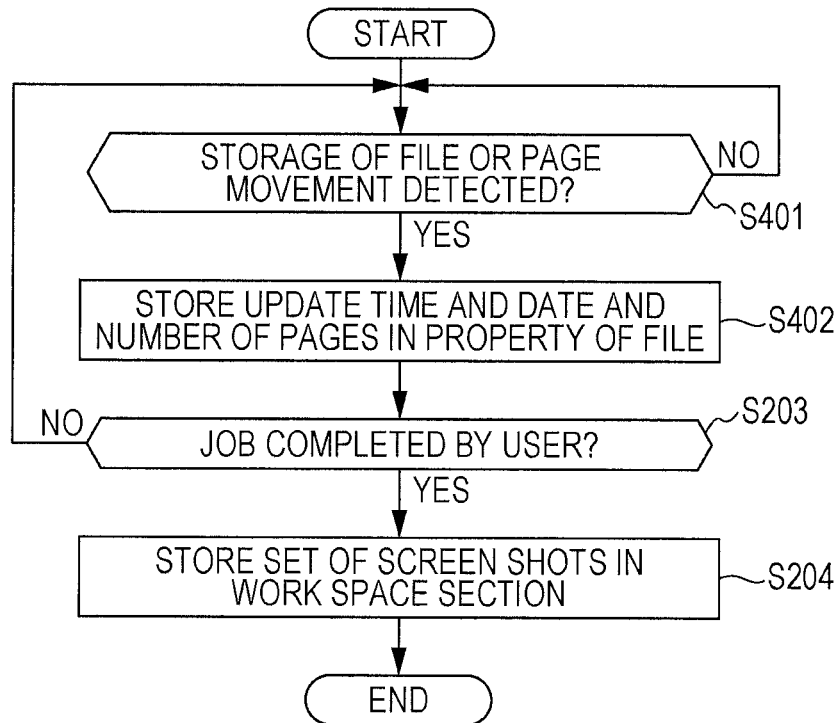 START
STORAGE OF FILE OR PAGE
MOVEMENT DETECTED?
NO
S401
YES
STORE UPDATE TIME AND DATE AND
NUMBER OF PAGES IN PROPERTY OF FILE
S402
NO
JOB COMPLETED BY USER?
S203
YES
STORE SET OF SCREEN SHOTS IN
WORK SPACE SECTION
S204
END